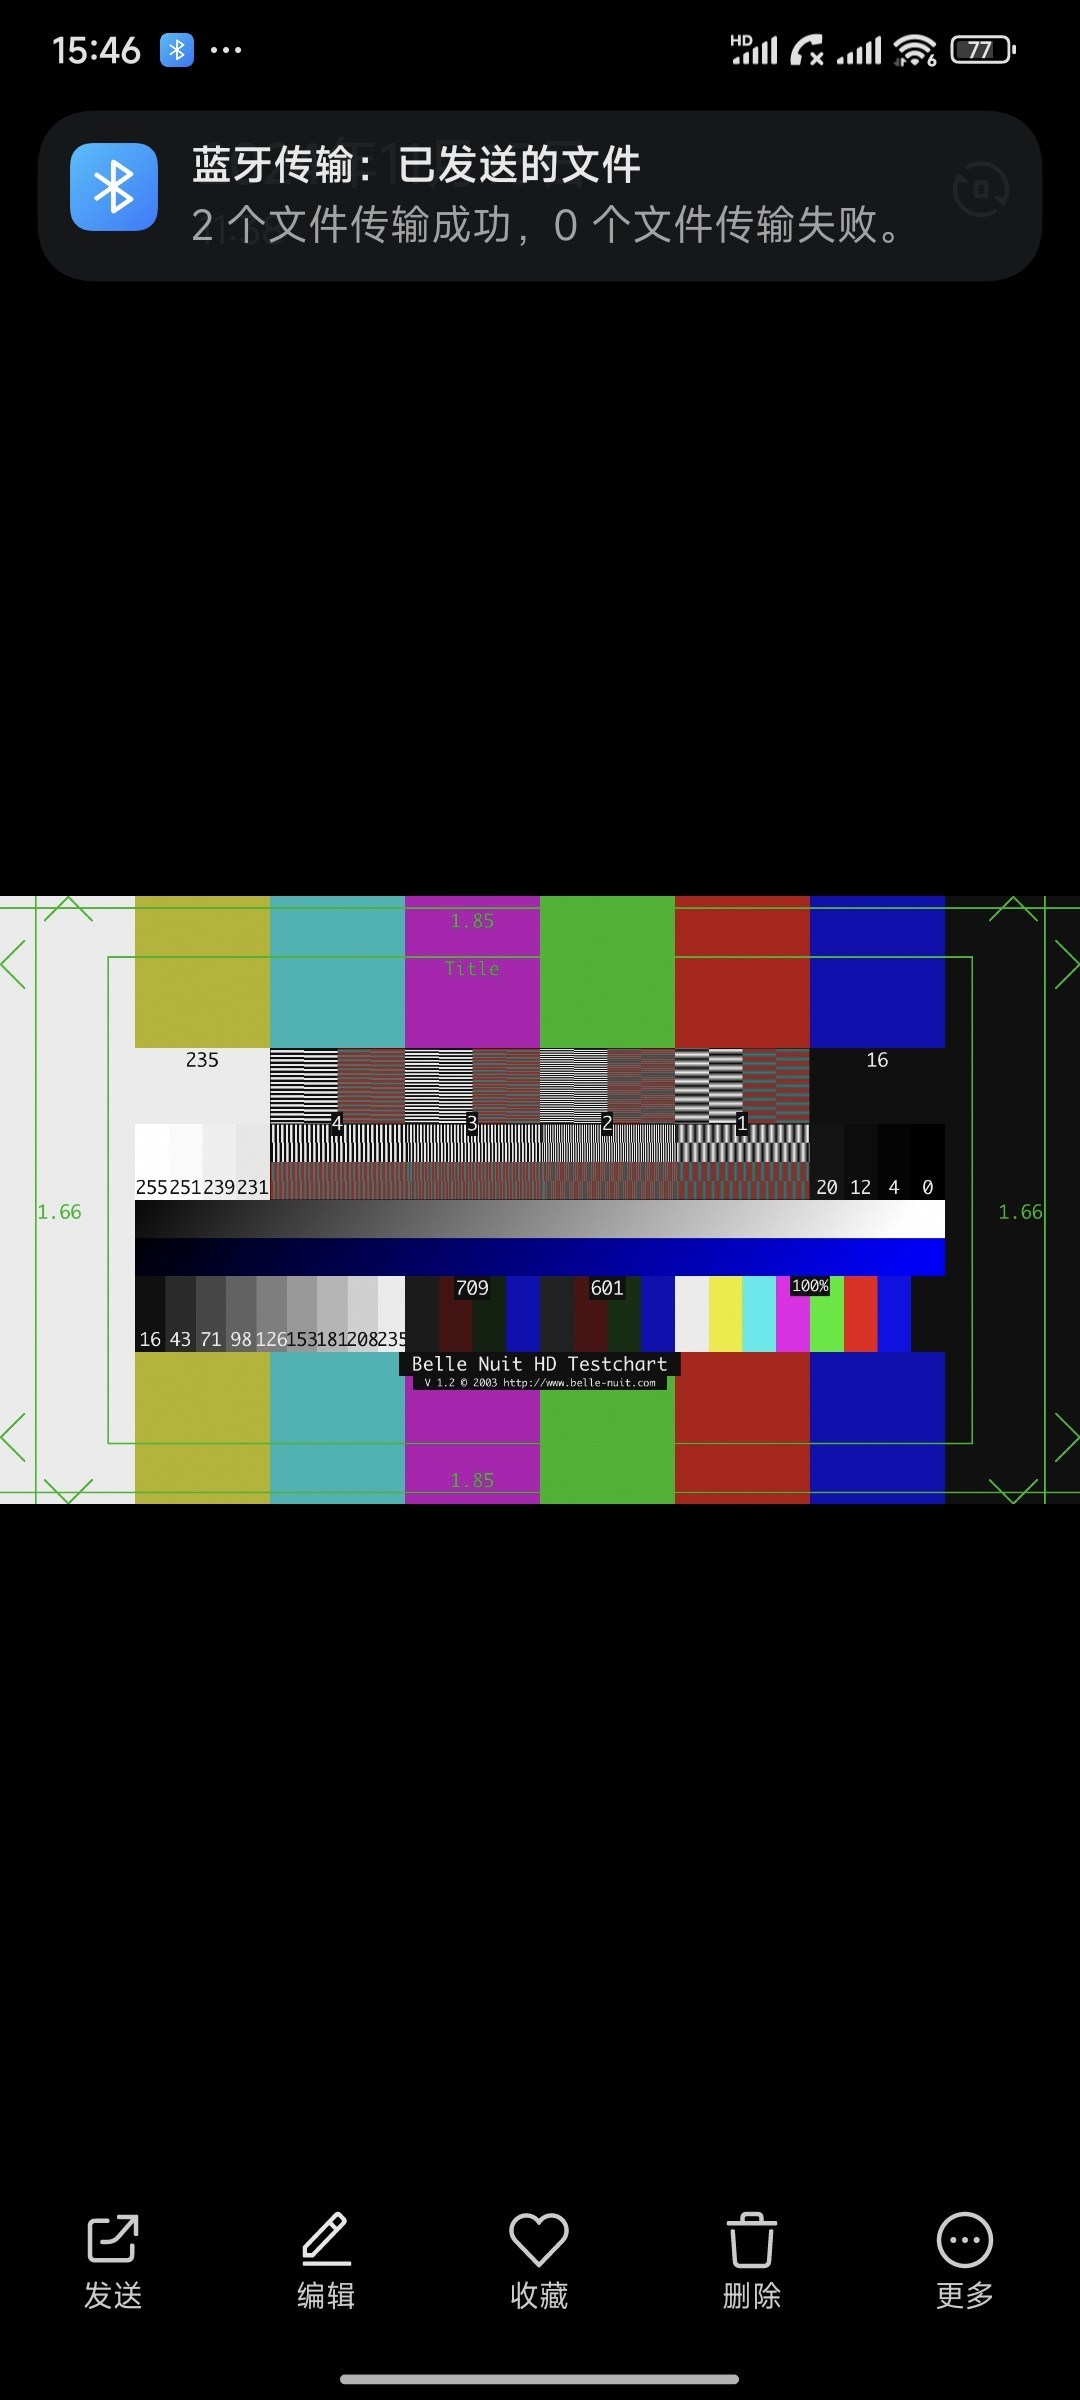 15:46
HD
6
77
蓝牙传输：已发送的文件
2 个文件传输成功，0 个文件传输失败。
1.85
Title
235
16
4
3
2
1
255 251 239 231
20 12 4 0
1.66
1.66
709
601
100%
16 43 71 98 126 153 181 208 235
Belle Nuit HD Testchart
V 1.2 © 2003 http://www.belle-nuit.com
1.85
发送
编辑
收藏
删除
更多